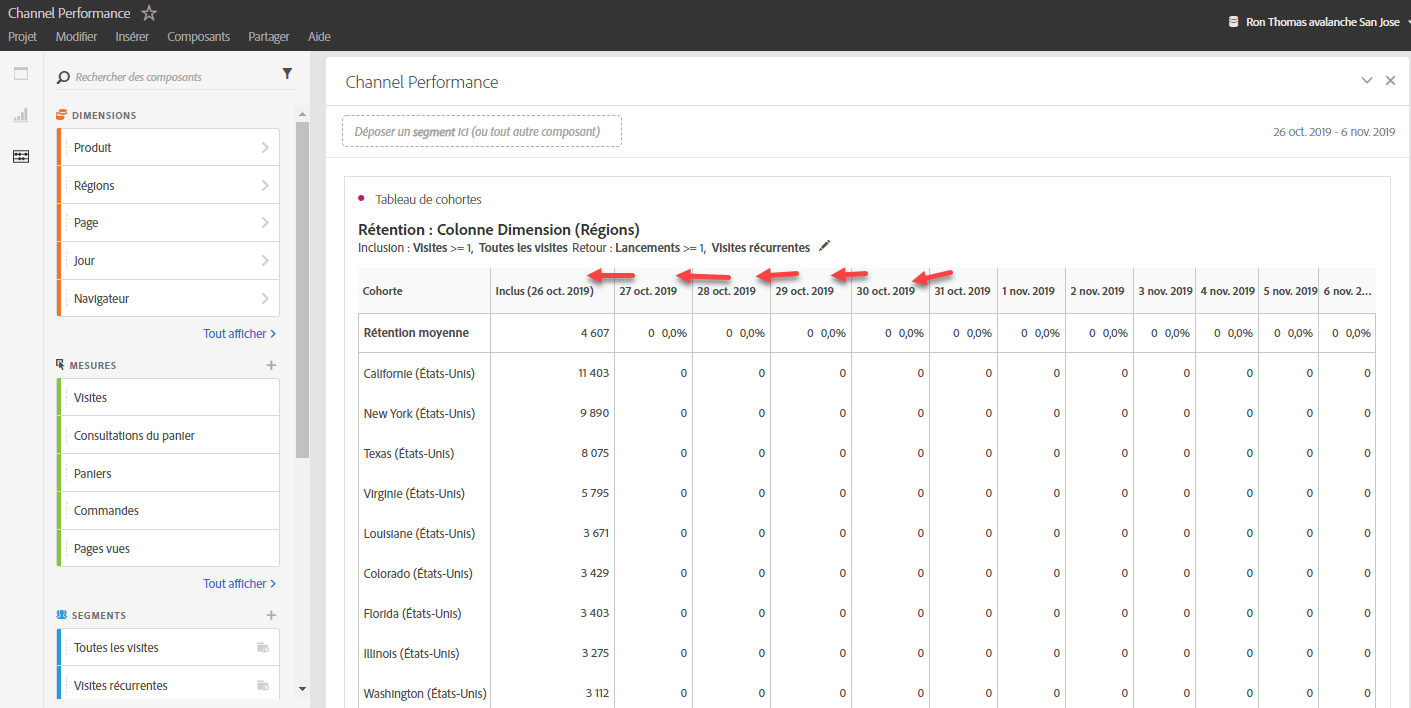 Channel Performance
Projet Modifier Insérer Composants Partager Aide
Ron Thomas avalanche San Jose
Rechercher des composants
DIMENSIONS
Produit
Régions
Page
Jour
Navigateur
Tout afficher
MESURES
Visites
Consultations du panier
Paniers
Commandes
Pages vues
Tout afficher
SEGMENTS
Toutes les visites
Visites récurrentes
Channel Performance
Déposer un segment ici (ou tout autre composant)
26 oct. 2019 - 6 nov. 2019
Tableau de cohortes
Rétention : Colonne Dimension (Régions)
Inclusion : Visites >= 1, Toutes les visites Retour : Lancements >= 1, Visites récurrentes
Cohorte Inclus (26 oct. 2019) 27 oct. 2019 28 oct. 2019 29 oct. 2019 30 oct. 2019 31 oct. 2019 1 nov. 2019 2 nov. 2019 3 nov. 2019 4 nov. 2019 5 nov. 2019 6 nov. 2...
Rétention moyenne 4 607 0 0,0% 0 0,0% 0 0,0% 0 0,0% 0 0,0% 0 0,0% 0 0,0% 0 0,0% 0 0,0% 0 0,0% 0 0,0%
Californie (États-Unis) 11 403 0 0 0 0 0 0 0 0 0 0 0
New York (États-Unis) 9 890 0 0 0 0 0 0 0 0 0 0 0
Texas (États-Unis) 8 075 0 0 0 0 0 0 0 0 0 0 0
Virginie (États-Unis) 5 795 0 0 0 0 0 0 0 0 0 0 0
Louisiane (États-Unis) 3 671 0 0 0 0 0 0 0 0 0 0 0
Colorado (États-Unis) 3 429 0 0 0 0 0 0 0 0 0 0 0
Florida (États-Unis) 3 403 0 0 0 0 0 0 0 0 0 0 0
Illinois (États-Unis) 3 275 0 0 0 0 0 0 0 0 0 0 0
Washington (États-Unis) 3 112 0 0 0 0 0 0 0 0 0 0 0